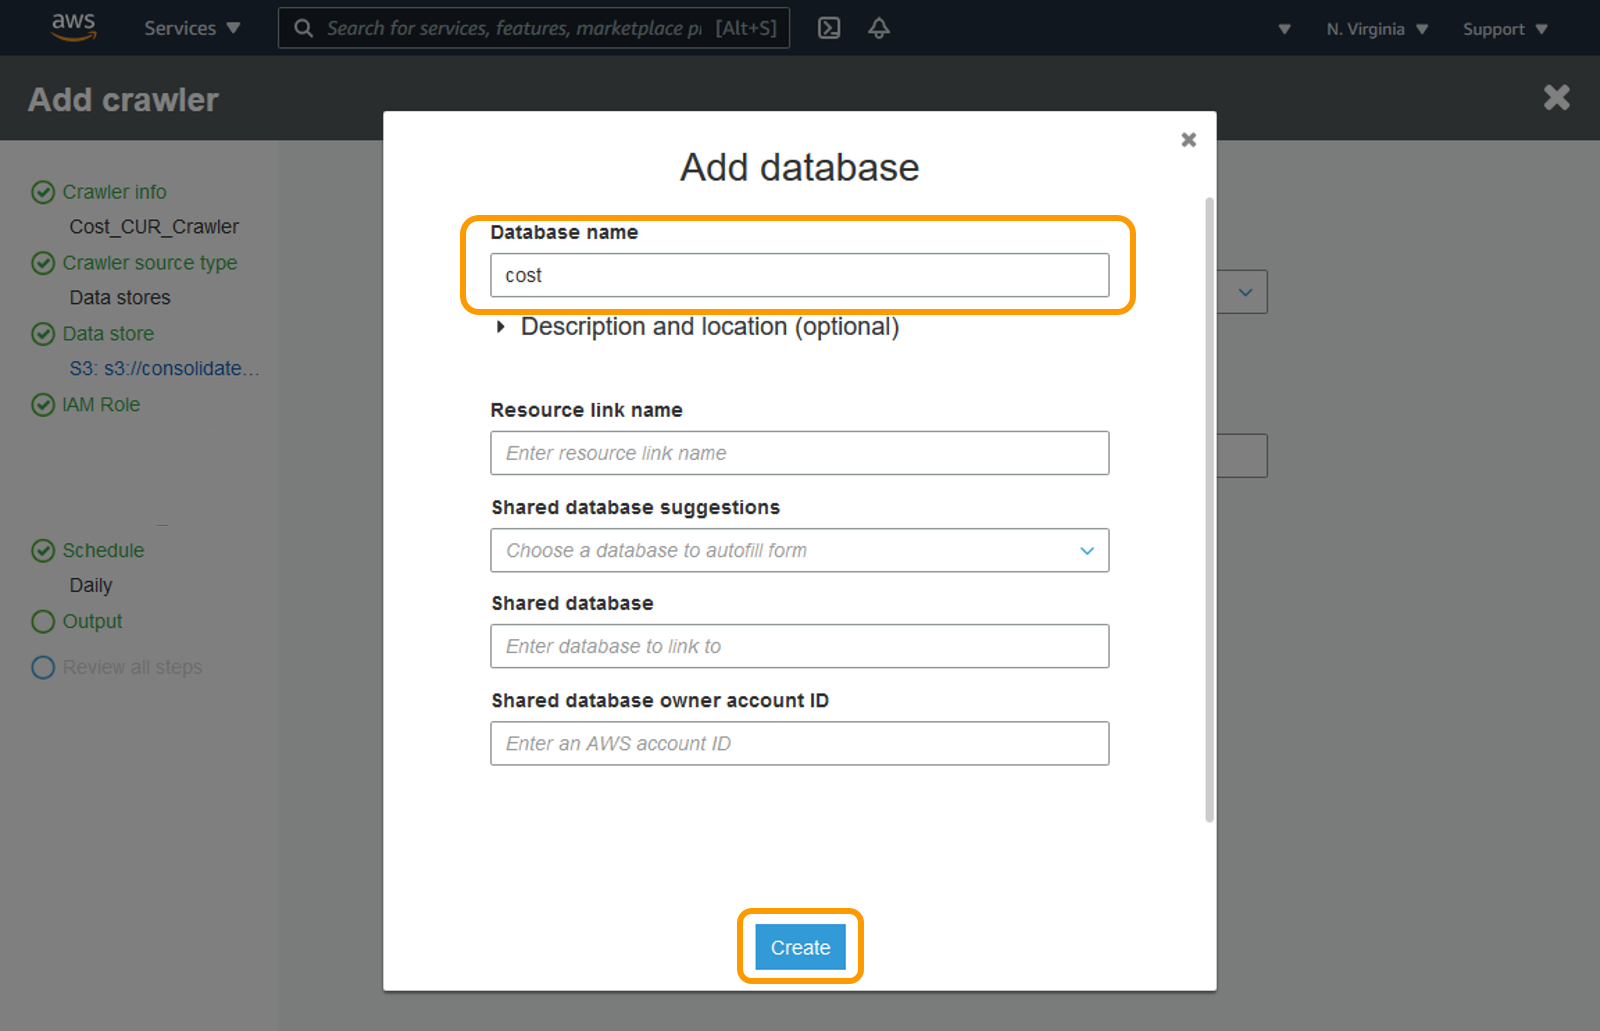 aws
Services
Search for services, features, marketplace p
[Alt+S]
N. Virginia
Support
Add crawler
Crawler info
Cost_CUR_Crawler
Crawler source type
Data stores
Data store
S3: s3://consolidate...
IAM Role
Schedule
Daily
Output
Review all steps
Add database
Database name
cost
Description and location (optional)
Resource link name
Enter resource link name
Shared database suggestions
Choose a database to autofill form
Shared database
Enter database to link to
Shared database owner account ID
Enter an AWS account ID
Create